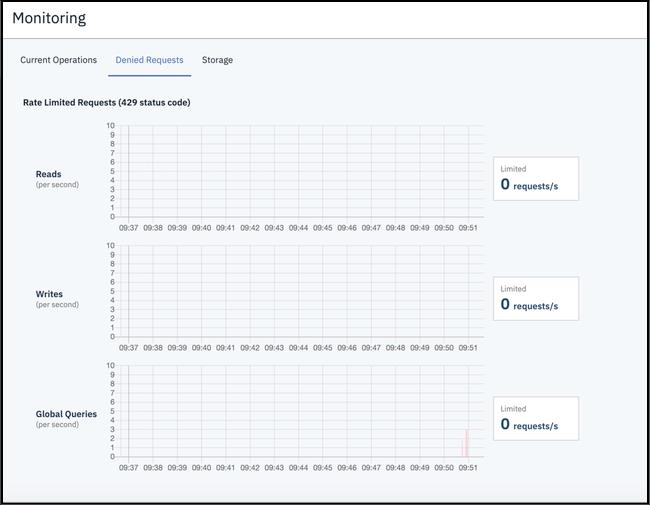 Monitoring
Current Operations Denied Requests Storage
Rate Limited Requests (429 status code)
10
9
8
7
6
5
4
3
2
1
0
Reads
(per second)
09:37 09:38 09:39 09:40 09:41 09:42 09:43 09:44 09:45 09:46 09:47 09:48 09:49 09:50 09:51
Limited
0 requests/s
10
9
8
7
6
5
4
3
2
1
0
Writes
(per second)
09:37 09:38 09:39 09:40 09:41 09:42 09:43 09:44 09:45 09:46 09:47 09:48 09:49 09:50 09:51
Limited
0 requests/s
10
9
8
7
6
5
4
3
2
1
0
Global Queries
(per second)
09:37 09:38 09:39 09:40 09:41 09:42 09:43 09:44 09:45 09:46 09:47 09:48 09:49 09:50 09:51
Limited
0 requests/s